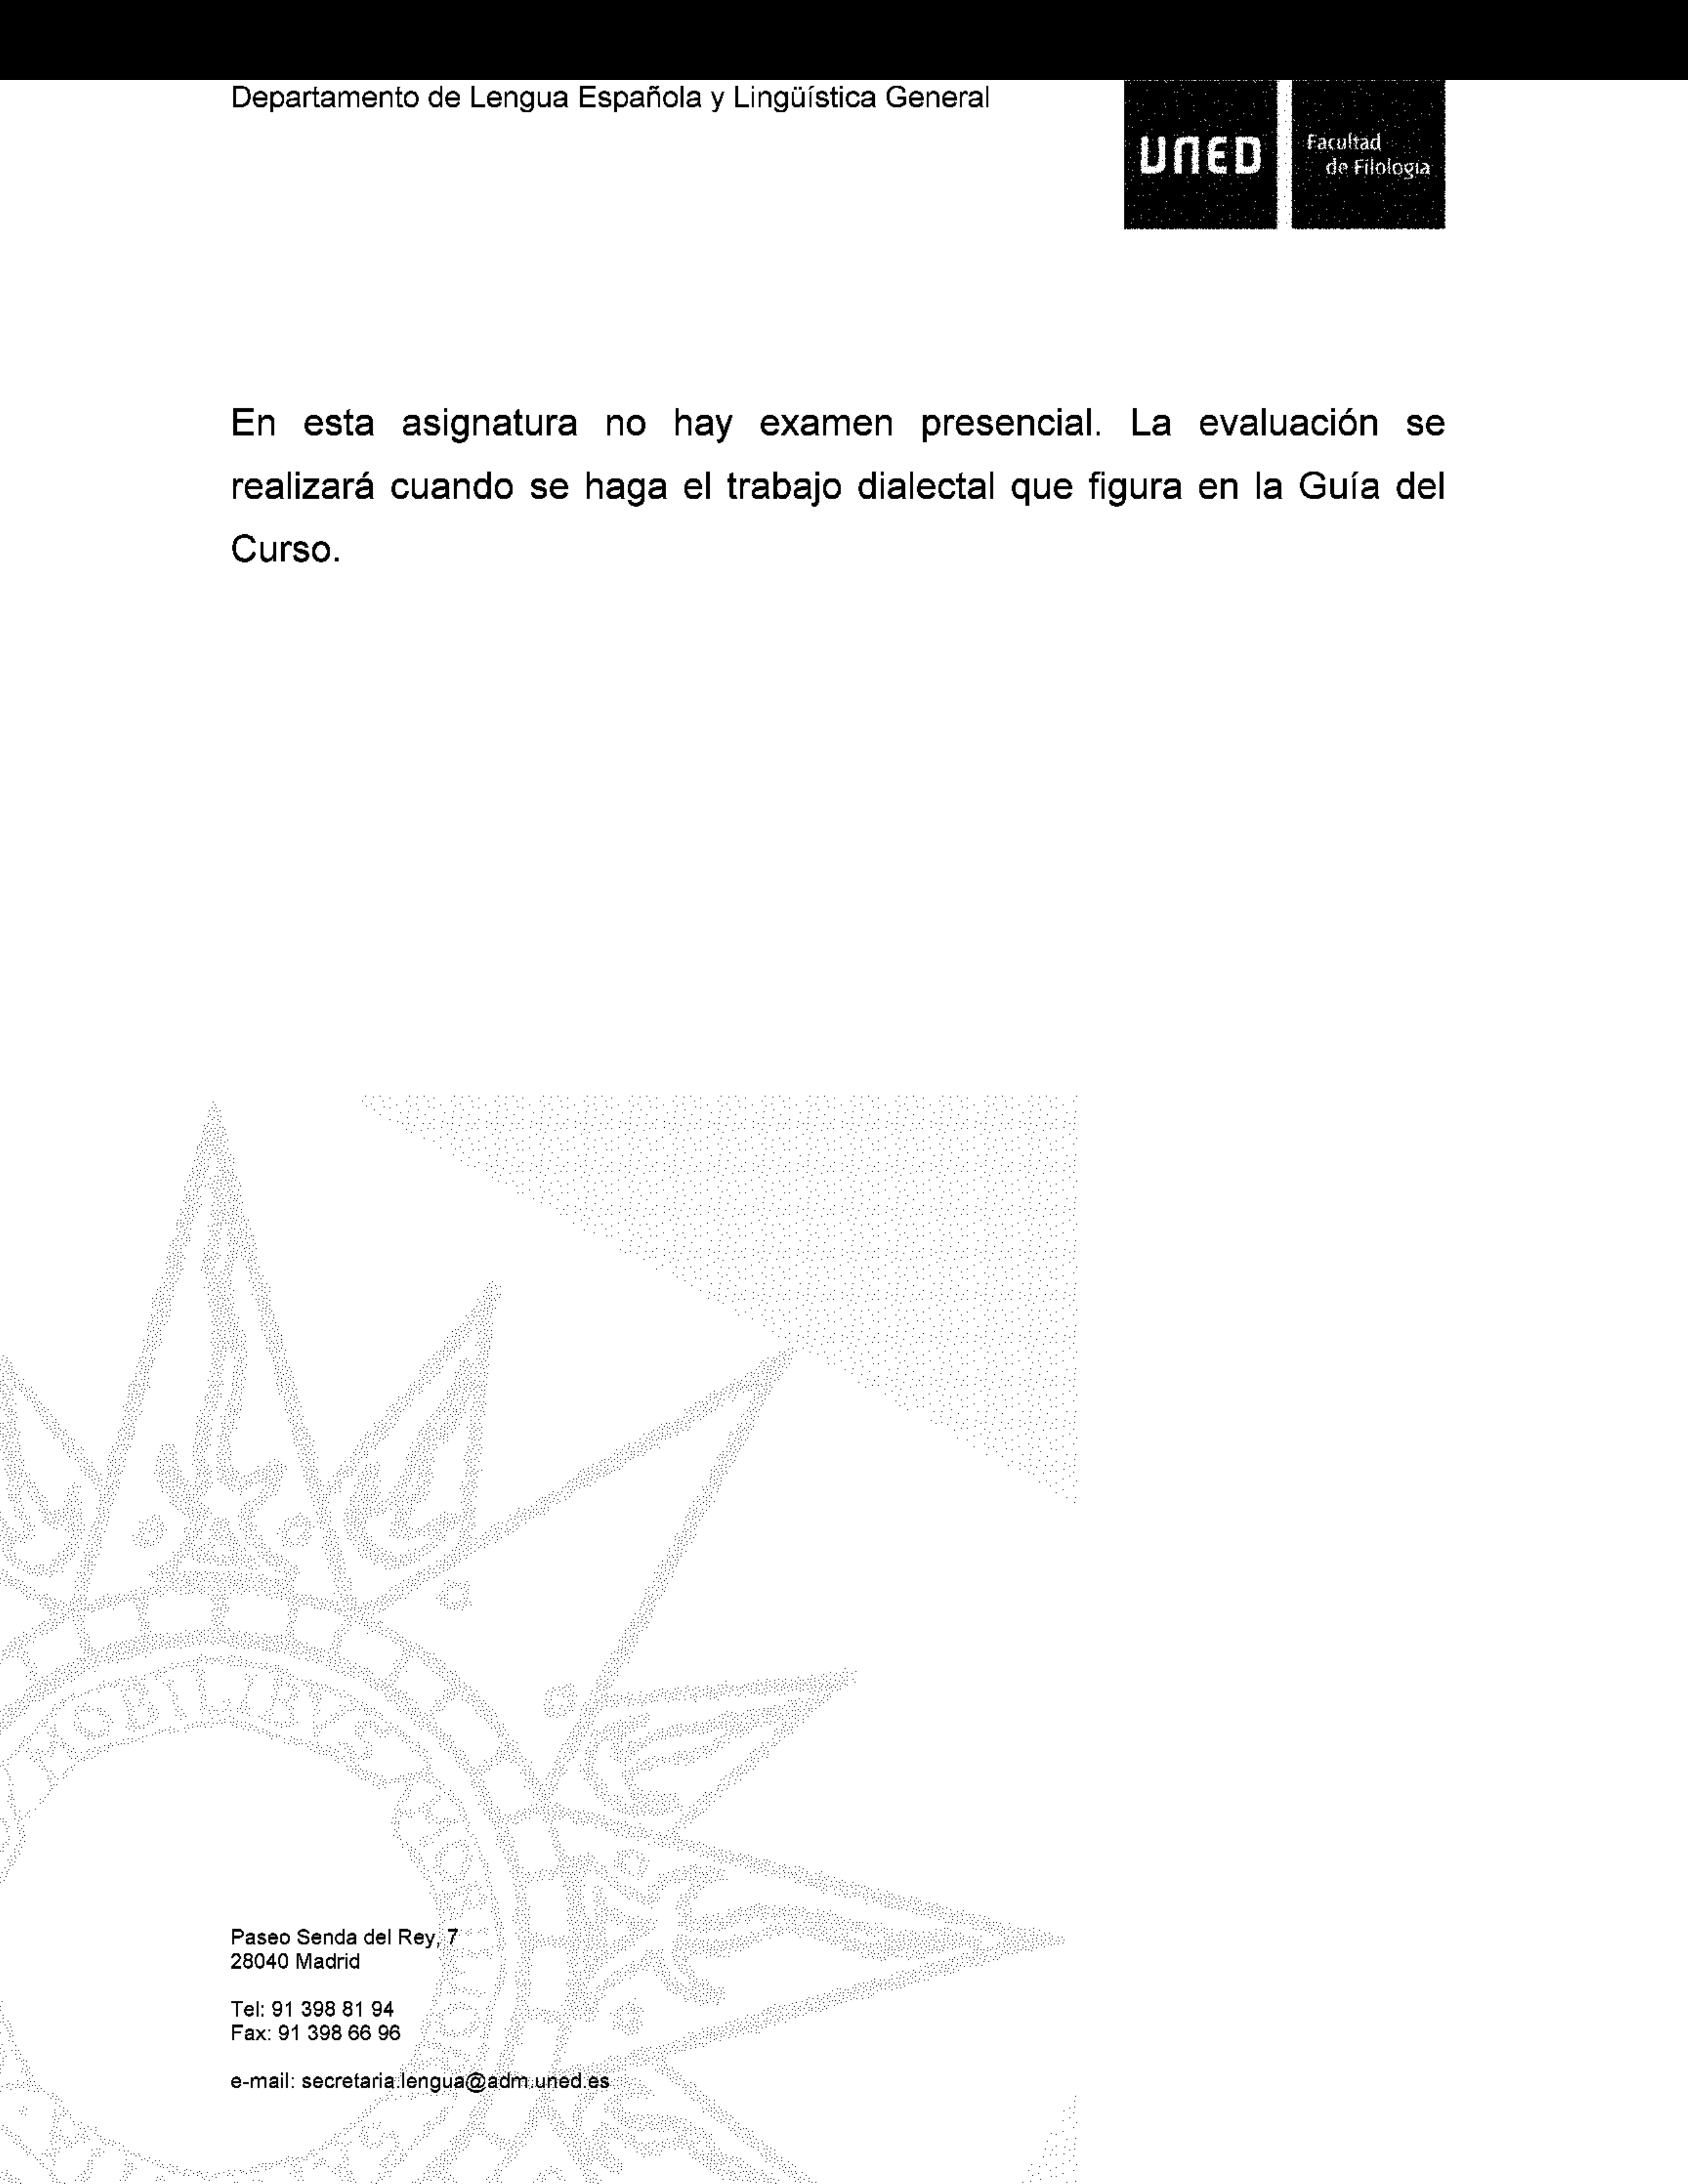 Departamento de Lengua Española y Lingüística General
UNED
Facultad
de Filología
En esta asignatura no hay examen presencial. La evaluación se
realizará cuando se haga el trabajo dialectal que figura en la Guía del
Curso.
MOBILIBVS
Paseo Senda del Rey, 7
28040 Madrid
Tel: 91 398 81 94
Fax: 91 398 66 96
e-mail: secretaria.lengua@adm.uned.es